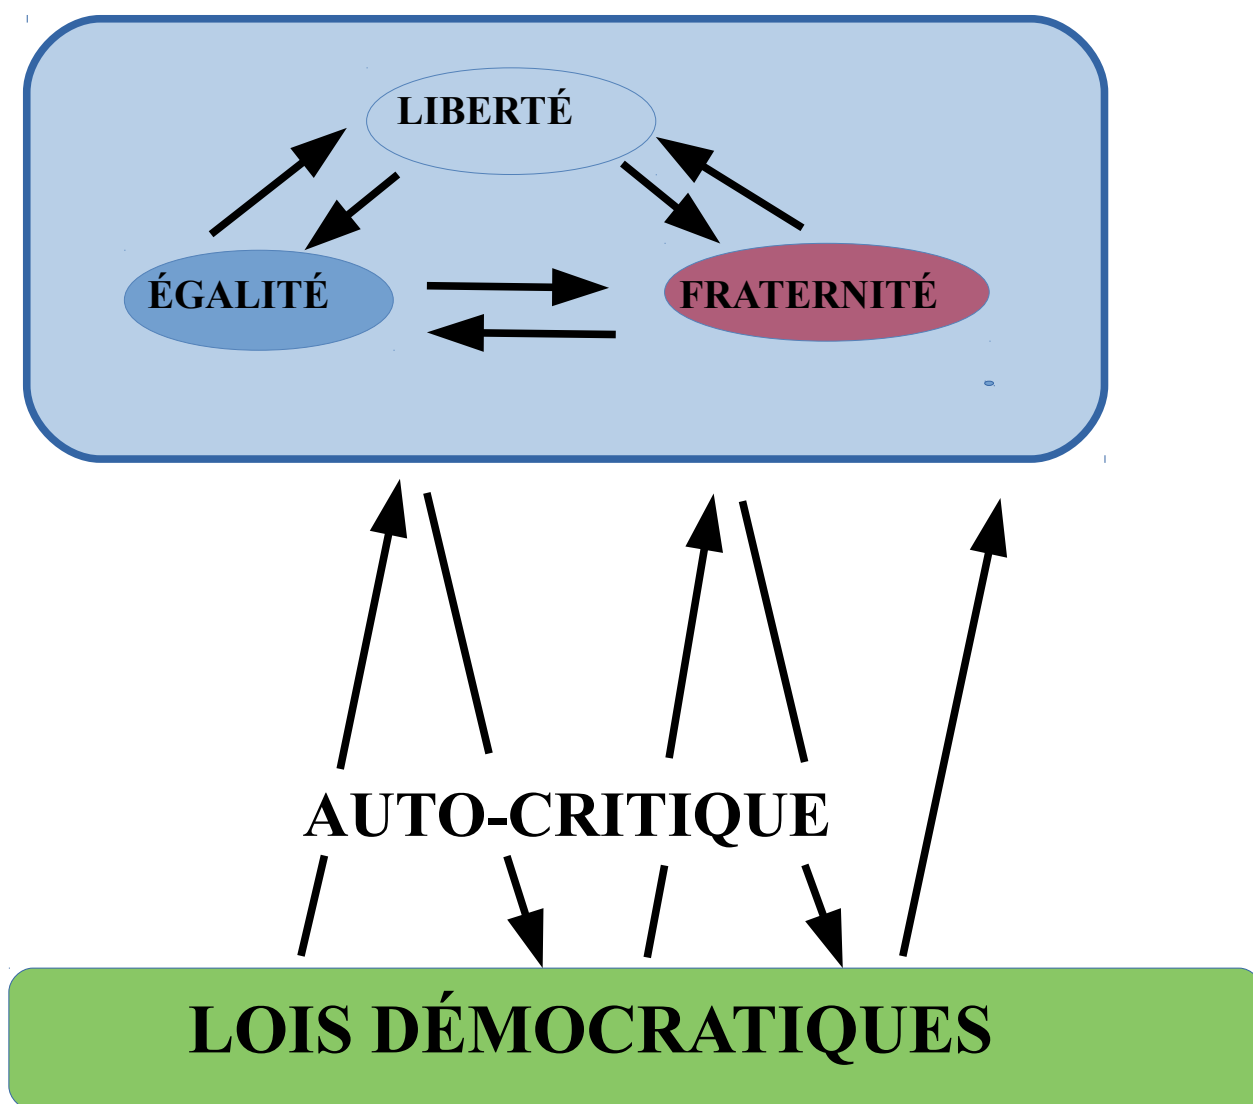 LIBERTÉ
ÉGALITÉ
FRATERNITÉ
AUTO-CRITIQUE
LOIS DÉMOCRATIQUES